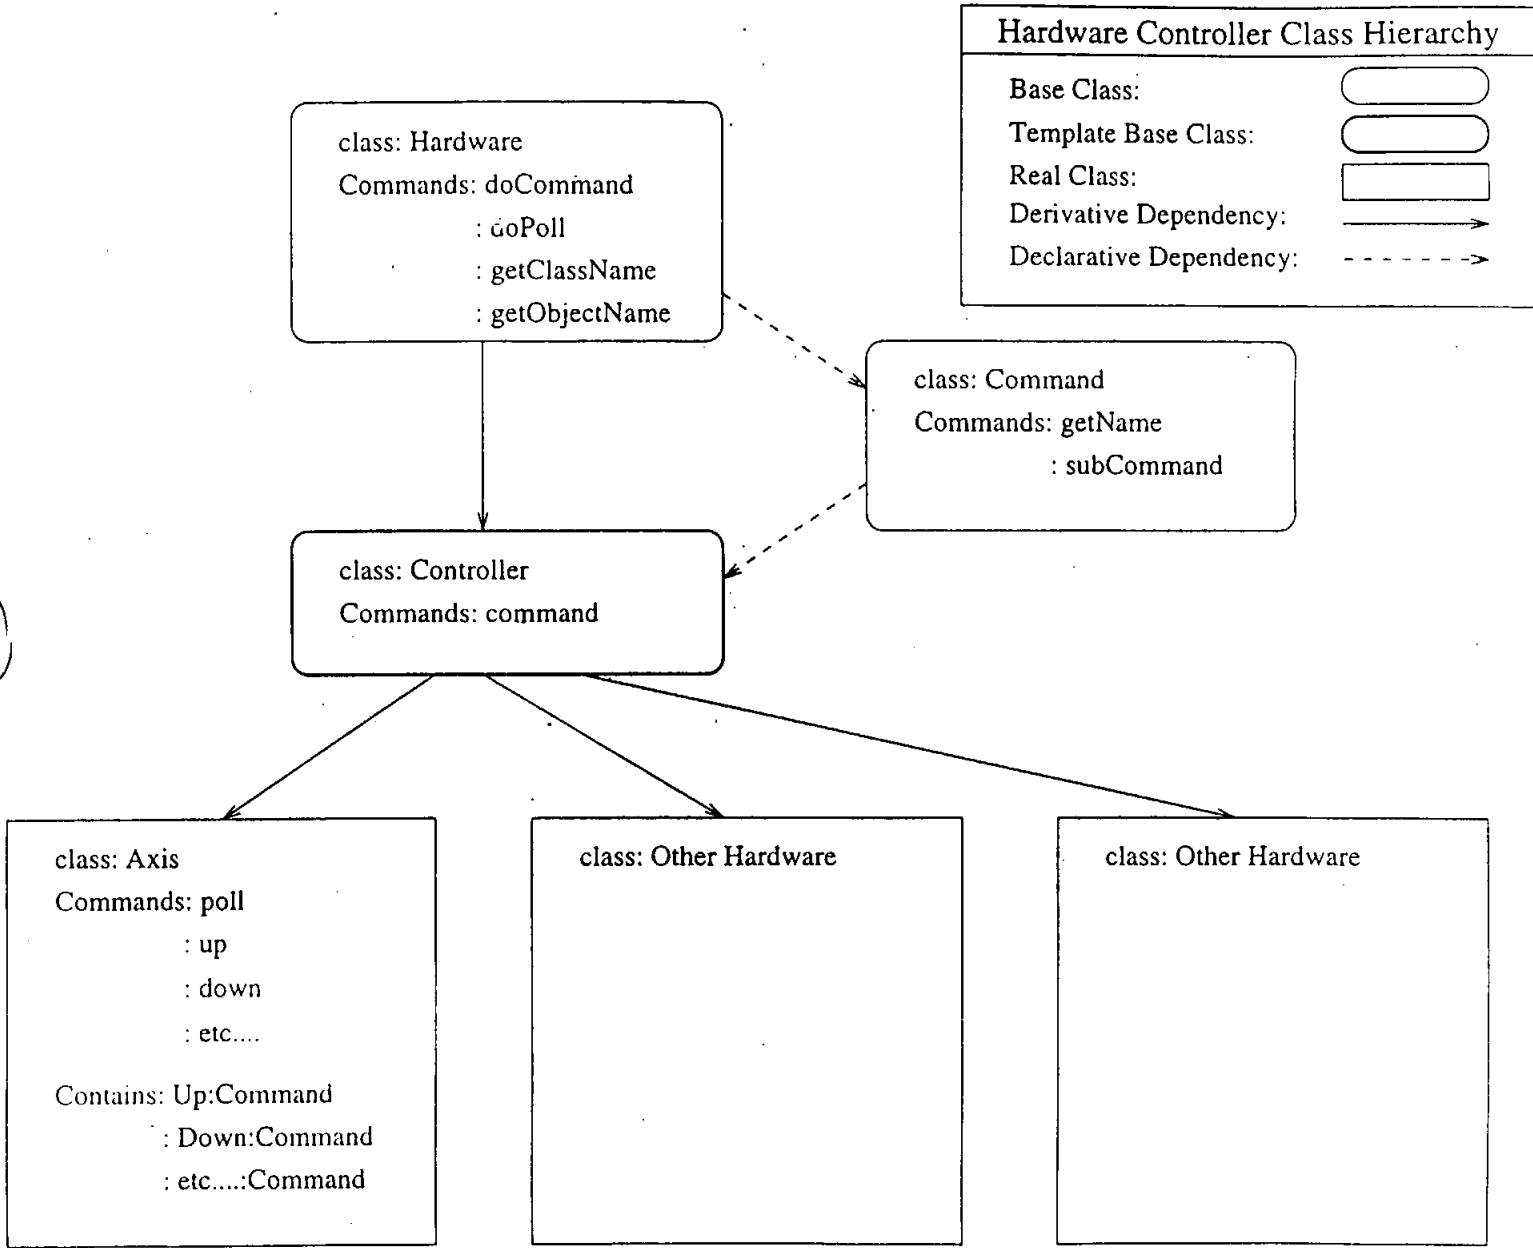 Hardware Controller Class Hierarchy
Base Class:
Template Base Class:
Real Class:
Derivative Dependency:
Declarative Dependency:
class: Hardware
Commands: doCommand
: doPoll
: getClassName
: getObjectName
class: Command
Commands: getName
: subCommand
class: Controller
Commands: command
class: Axis
Commands: poll
: up
: down
: etc....
Contains: Up:Command
: Down:Command
: etc....:Command
class: Other Hardware
class: Other Hardware